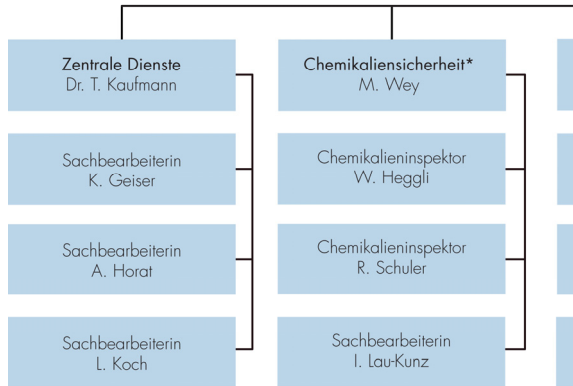 Zentrale Dienste
Dr. T. Kaufmann
Sachbearbeiterin
K. Geiser
Sachbearbeiterin
A. Horat
Sachbearbeiterin
L. Koch
Chemikaliensicherheit*
M. Wey
Chemikalieninspektor
W. Heggli
Chemikalieninspektor
R. Schuler
Sachbearbeiterin
I. Lau-Kunz